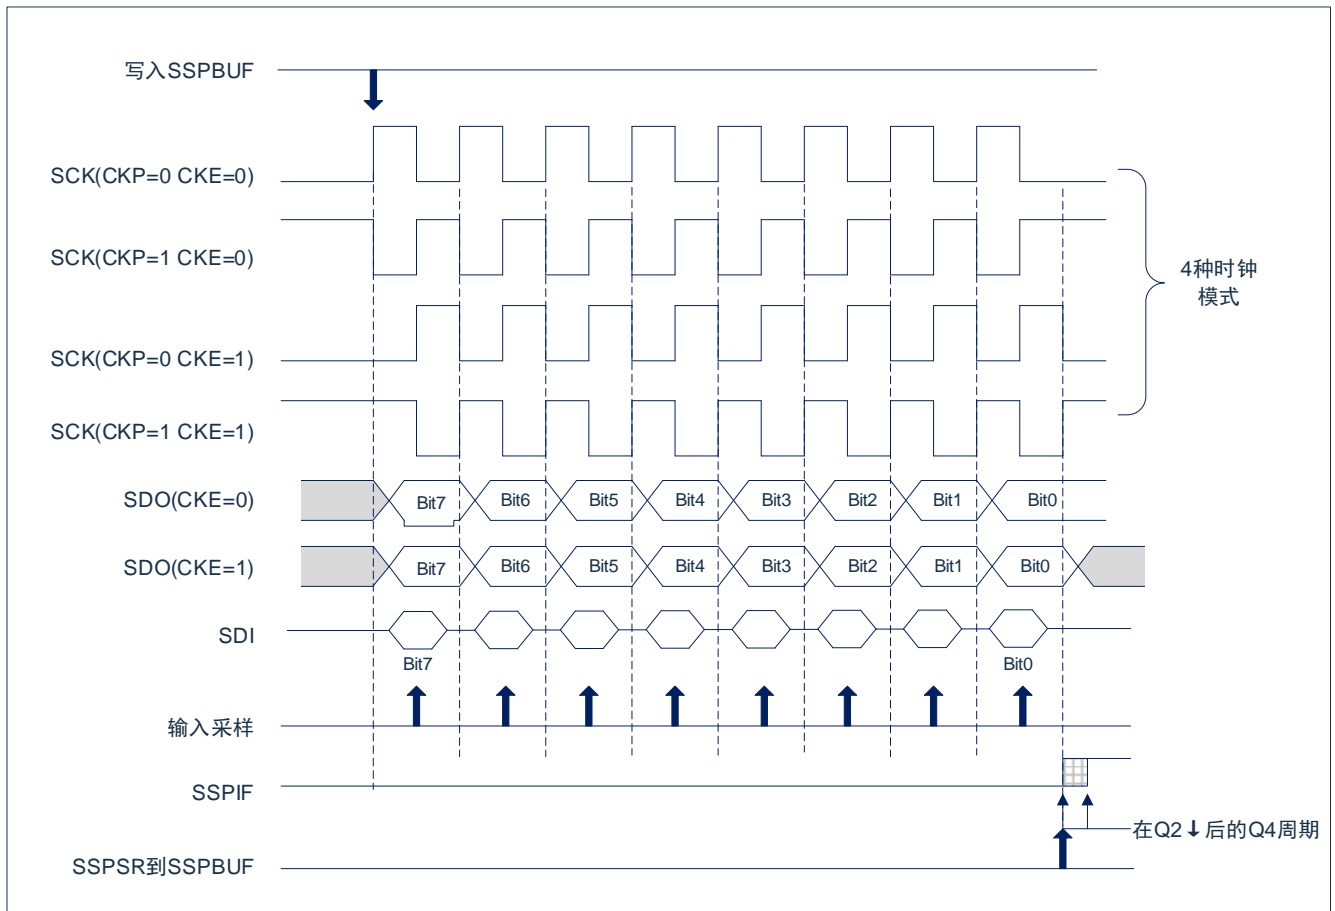 写入SSPBUF
SCK(CKP=0 CKE=0)
SCK(CKP=1 CKE=0)
4种时钟
模式
SCK(CKP=0 CKE=1)
SCK(CKP=1 CKE=1)
SDO(CKE=0) Bit7 Bit6 Bit5 Bit4 Bit3 Bit2 Bit1 Bit0
SDO(CKE=1) Bit7 Bit6 Bit5 Bit4 Bit3 Bit2 Bit1 Bit0
SDI
Bit7 Bit0
输入采样
SSPIF
在Q2↓后的Q4周期
SSPSR到SSPBUF